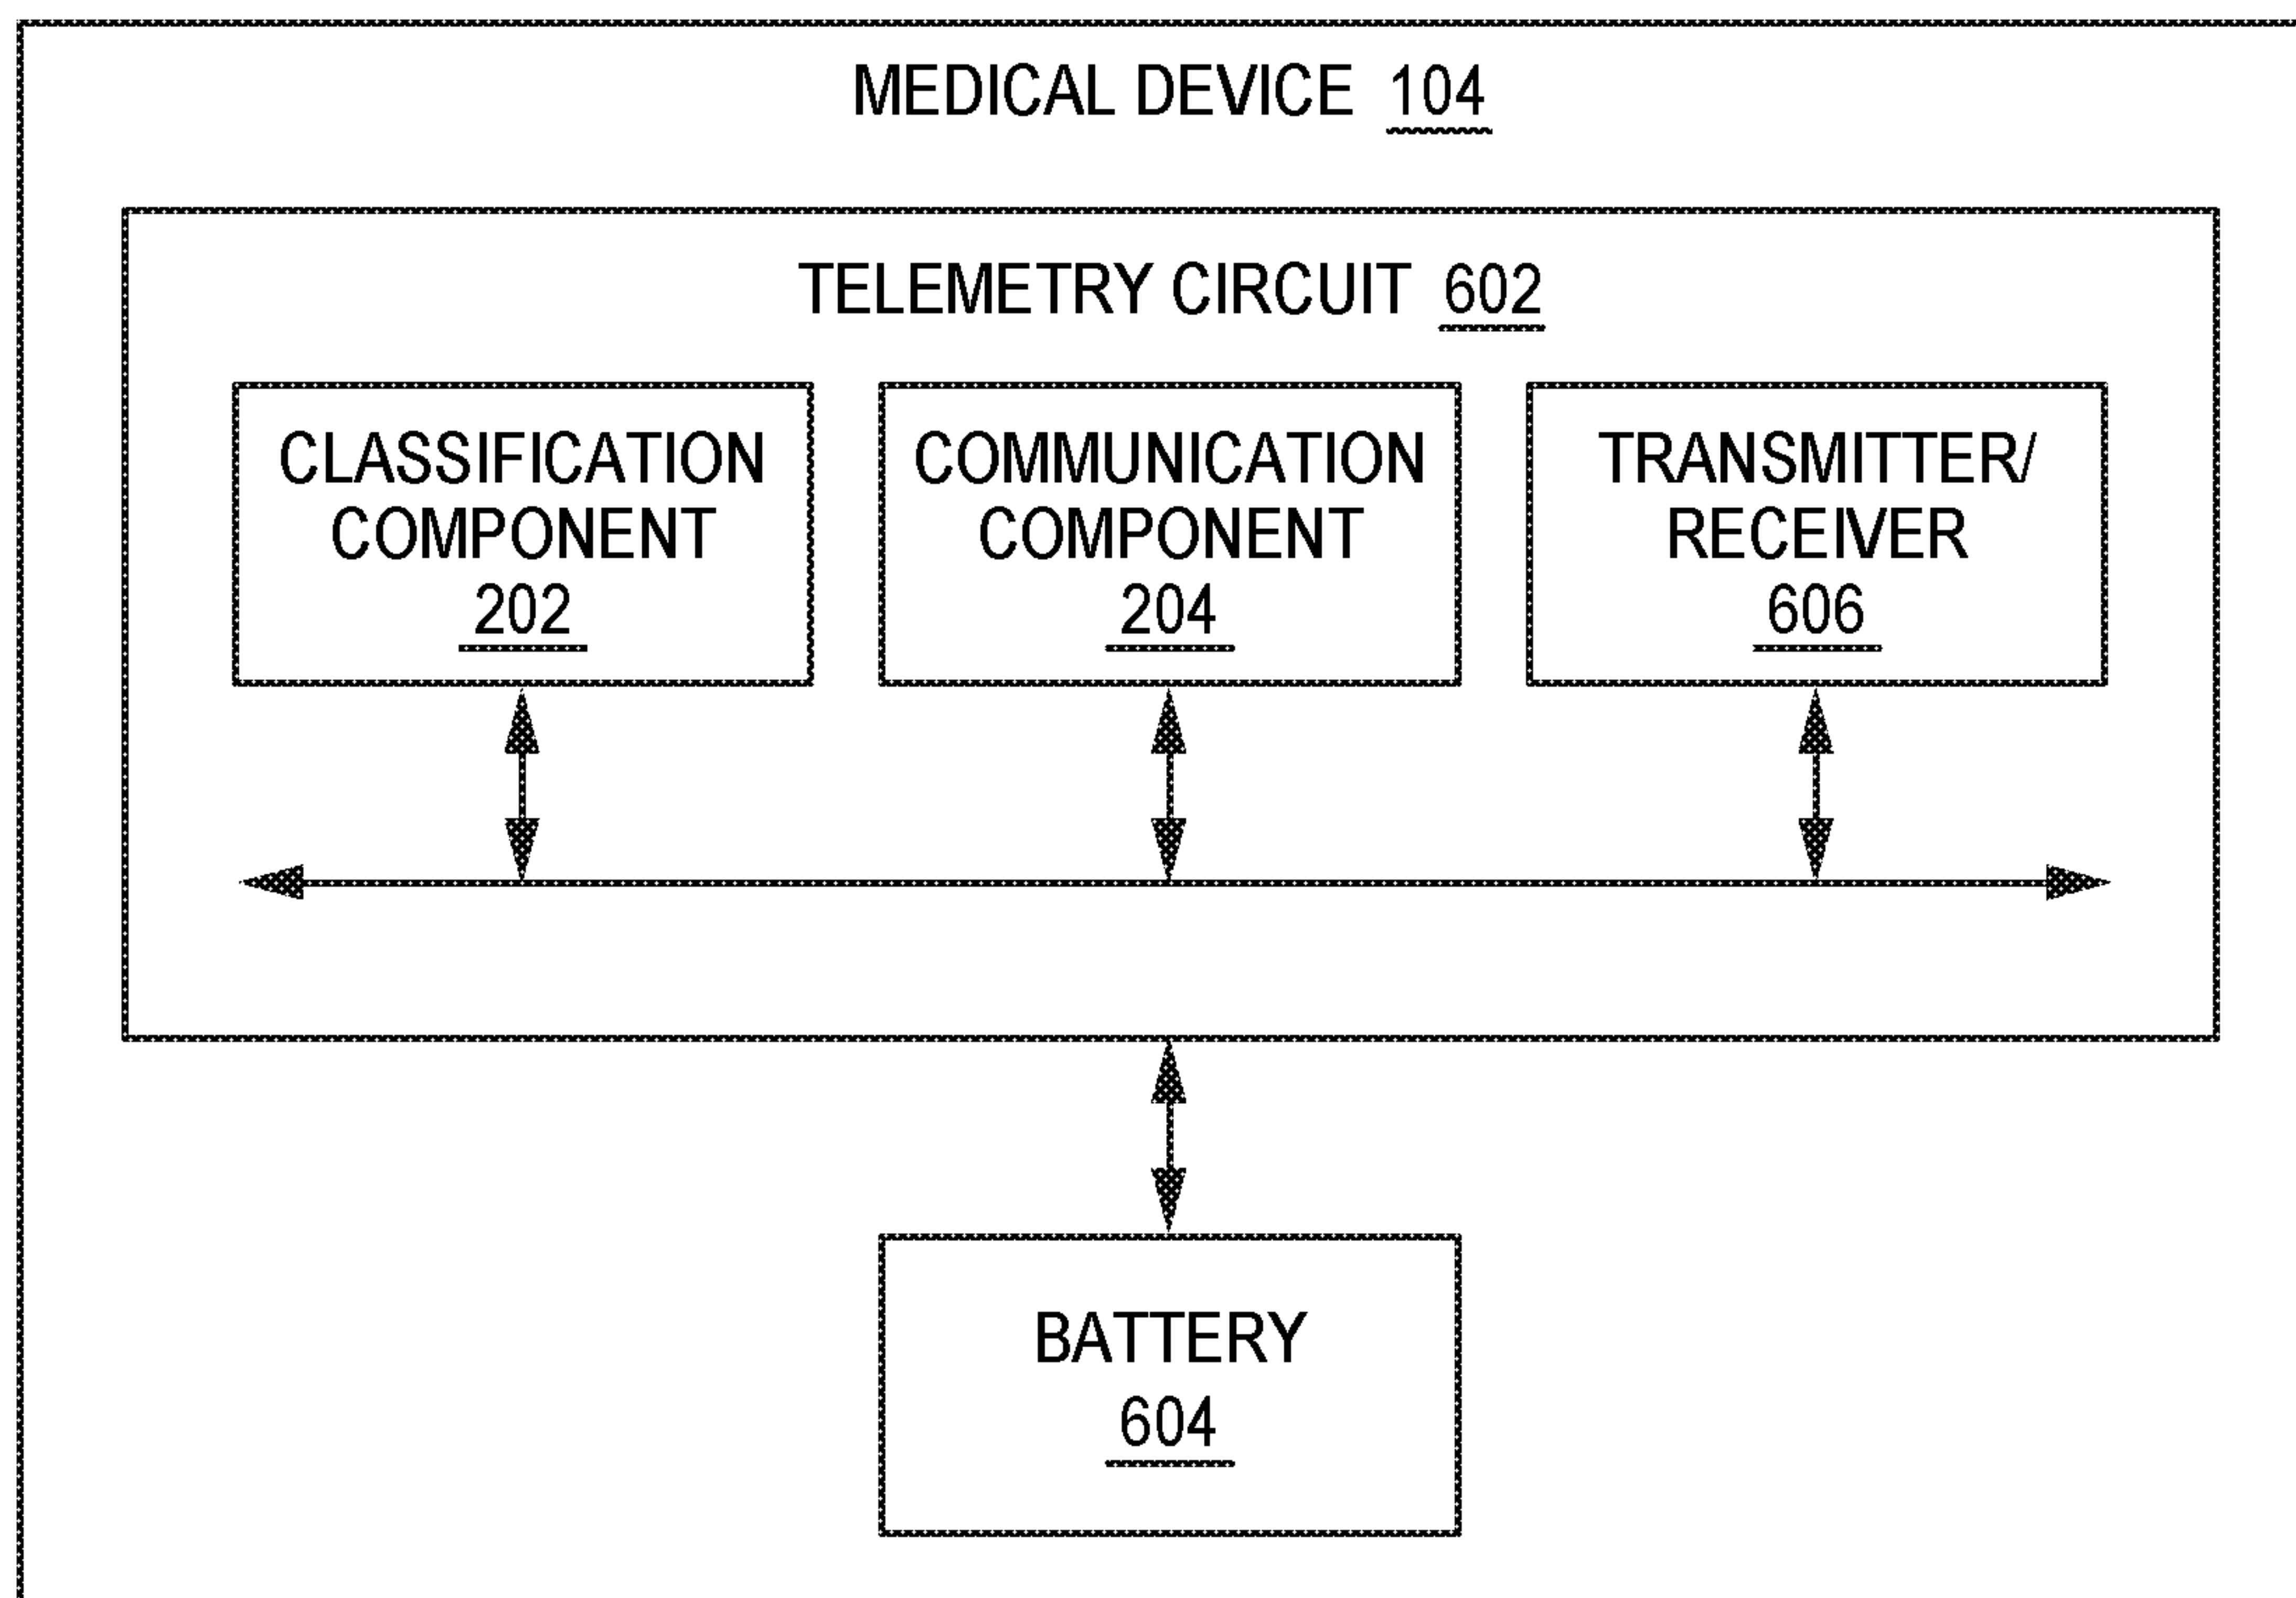 MEDICAL DEVICE 104
TELEMETRY CIRCUIT 602
CLASSIFICATION
COMPONENT
202
COMMUNICATION
COMPONENT
204
TRANSMITTER/
RECEIVER
606
BATTERY
604